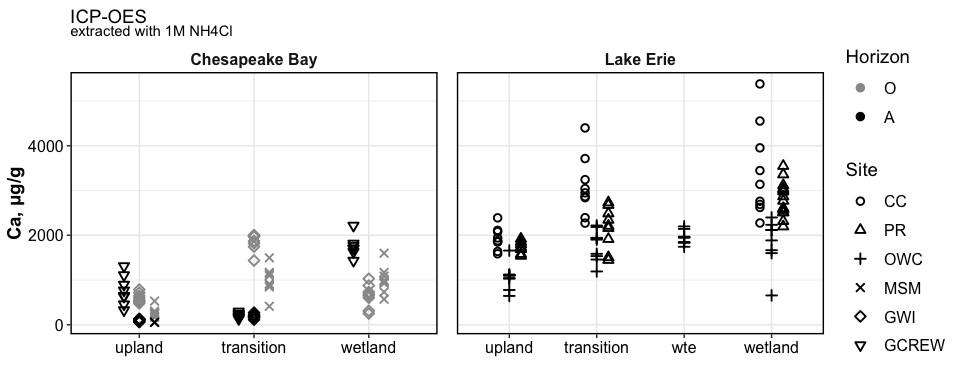 ICP-OES
extracted with 1M NH4Cl
Chesapeake Bay
Lake Erie
Ca, µg/g
4000
2000
0
upland
transition
wetland
upland
transition
wte
wetland
Horizon
O
A
Site
CC
PR
OWC
MSM
GWI
GCREW